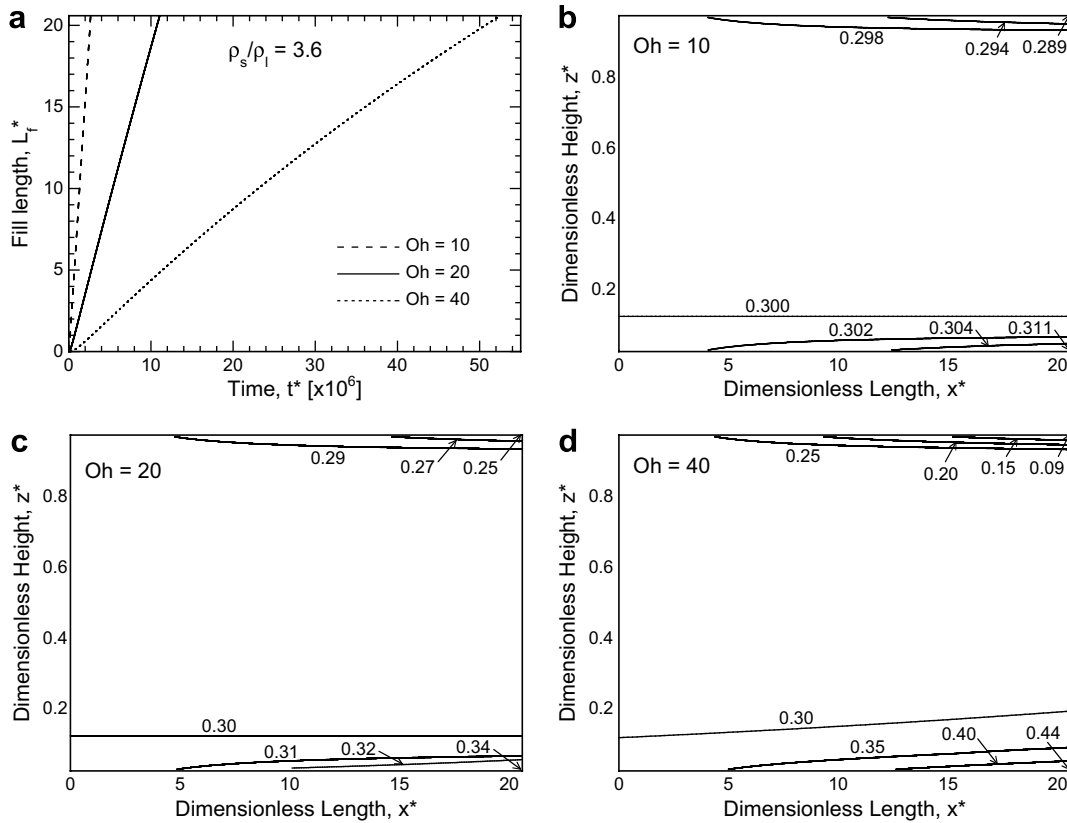 a
ρs/ρl = 3.6
Fill length, Lf*
20
15
10
5
0
Oh = 10
Oh = 20
Oh = 40
0 10 20 30 40 50
Time, t* [x10⁶]
b
Oh = 10
Dimensionless Height, z*
0.8
0.6
0.4
0.2
0.298
0.294
0.289
0.300
0.302
0.304
0.311
0 5 10 15 20
Dimensionless Length, x*
c
Oh = 20
Dimensionless Height, z*
0.8
0.6
0.4
0.2
0.29
0.27
0.25
0.30
0.31
0.32
0.34
0 5 10 15 20
Dimensionless Length, x*
d
Oh = 40
Dimensionless Height, z*
0.8
0.6
0.4
0.2
0.25
0.20
0.15
0.09
0.30
0.35
0.40
0.44
0 5 10 15 20
Dimensionless Length, x*